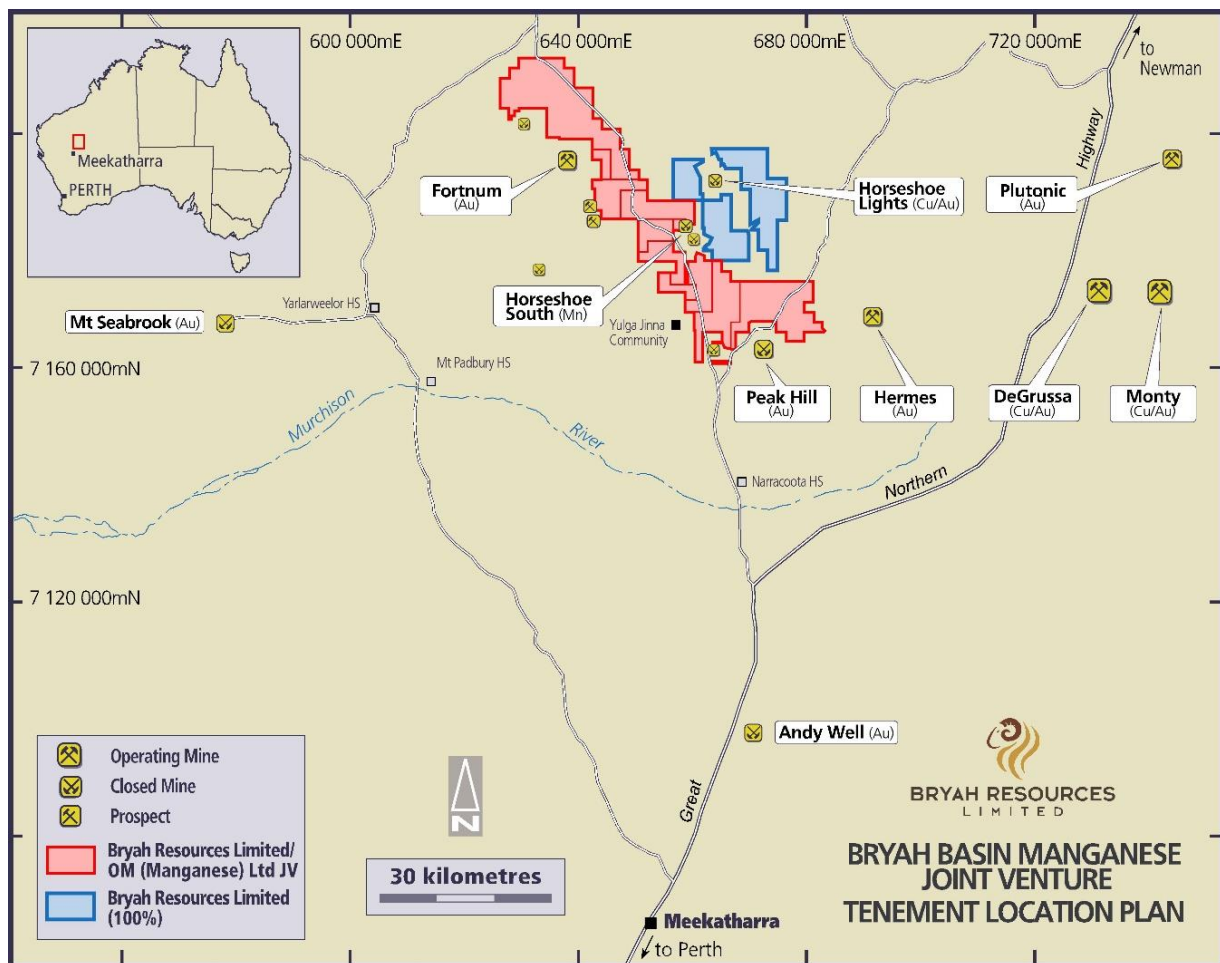 600 000mE
640 000mE
680 000mE
720 000mE
to
Newman
Meekatharra
PERTH
Highway
Fortnum
(Au)
Horseshoe
Lights (Cu/Au)
Plutonic
(Au)
Horseshoe
South (Mn)
Yarlarweelor HS
Mt Seabrook (Au)
Yulga Jinna
Community
Mt Padbury HS
7 160 000mN
Peak Hill
(Au)
Hermes
(Au)
DeGrussa
(Cu/Au)
Monty
(Cu/Au)
Murchison
River
Narracoota HS
Northern
7 120 000mN
Andy Well (Au)
Great
Operating Mine
Closed Mine
Prospect
Bryah Resources Limited/
OM (Manganese) Ltd JV
Bryah Resources Limited
(100%)
N
30 kilometres
Meekatharra
to Perth
BRYAH RESOURCES
LIMITED
BRYAH BASIN MANGANESE
JOINT VENTURE
TENEMENT LOCATION PLAN